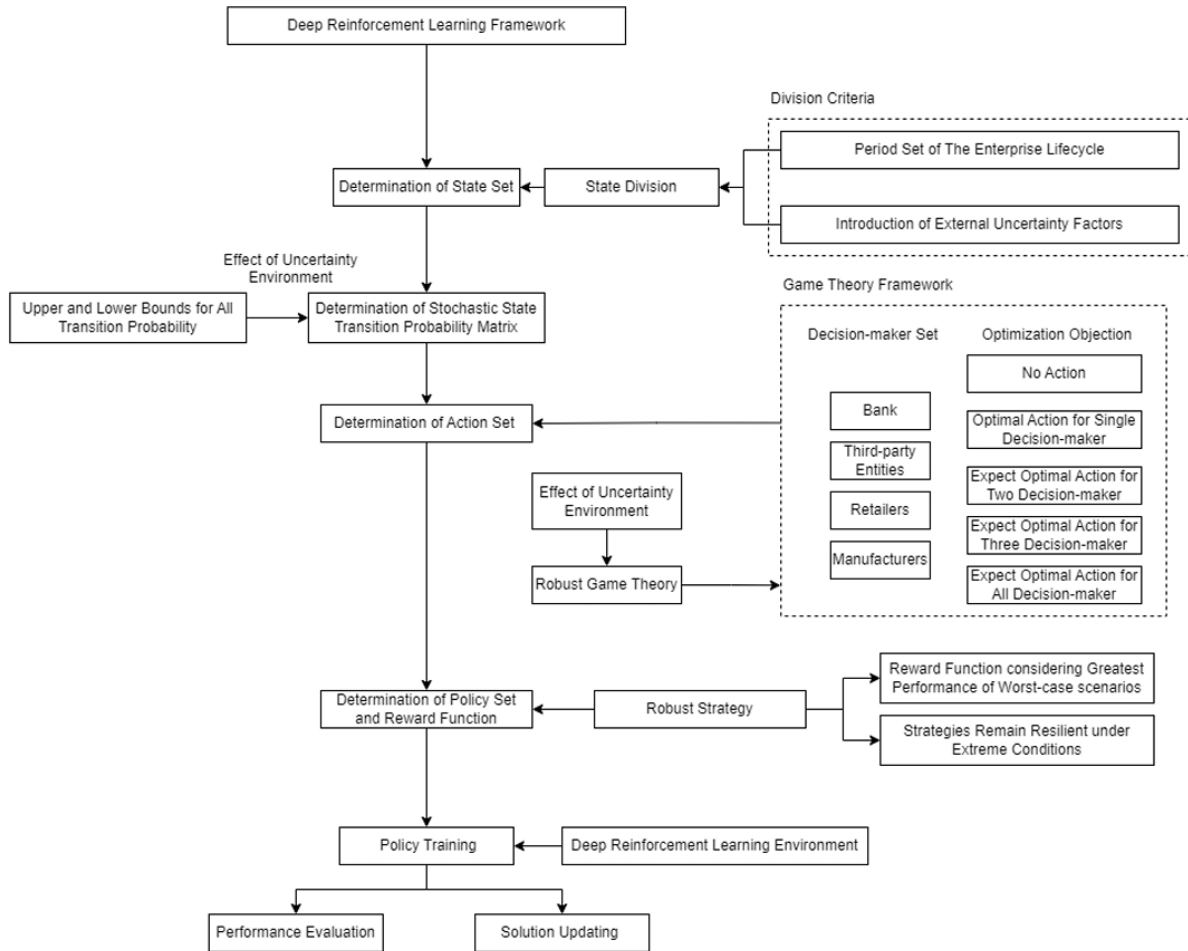 Deep Reinforcement Learning Framework
Division Criteria
Period Set of The Enterprise Lifecycle
Determination of State Set
State Division
Introduction of External Uncertainty Factors
Effect of Uncertainty
Environment
Upper and Lower Bounds for All
Transition Probability
Determination of Stochastic State
Transition Probability Matrix
Game Theory Framework
Decision-maker Set
Optimization Objection
No Action
Bank
Optimal Action for Single
Decision-maker
Determination of Action Set
Third-party
Entities
Expect Optimal Action for
Two Decision-maker
Effect of Uncertainty
Environment
Retailers
Expect Optimal Action for
Three Decision-maker
Manufacturers
Expect Optimal Action for
All Decision-maker
Robust Game Theory
Determination of Policy Set
and Reward Function
Robust Strategy
Reward Function considering Greatest
Performance of Worst-case scenarios
Strategies Remain Resilient under
Extreme Conditions
Policy Training
Deep Reinforcement Learning Environment
Performance Evaluation
Solution Updating